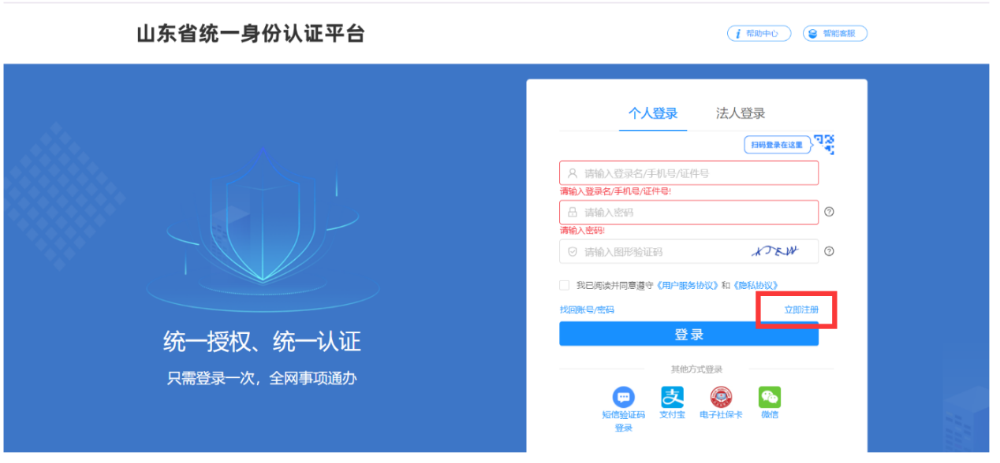 山东省统一身份认证平台
帮助中心
智能客服
个人登录
法人登录
扫码登录在这里
请输入登录名/手机号/证件号
请输入登录名/手机号/证件号!
请输入密码
请输入密码!
请输入图形验证码
我已阅读并同意遵守《用户服务协议》和《隐私协议》
找回账号/密码
立即注册
登录
统一授权、统一认证
只需登录一次，全网事项通办
其他方式登录
短信验证码
登录
支付宝
电子社保卡
微信